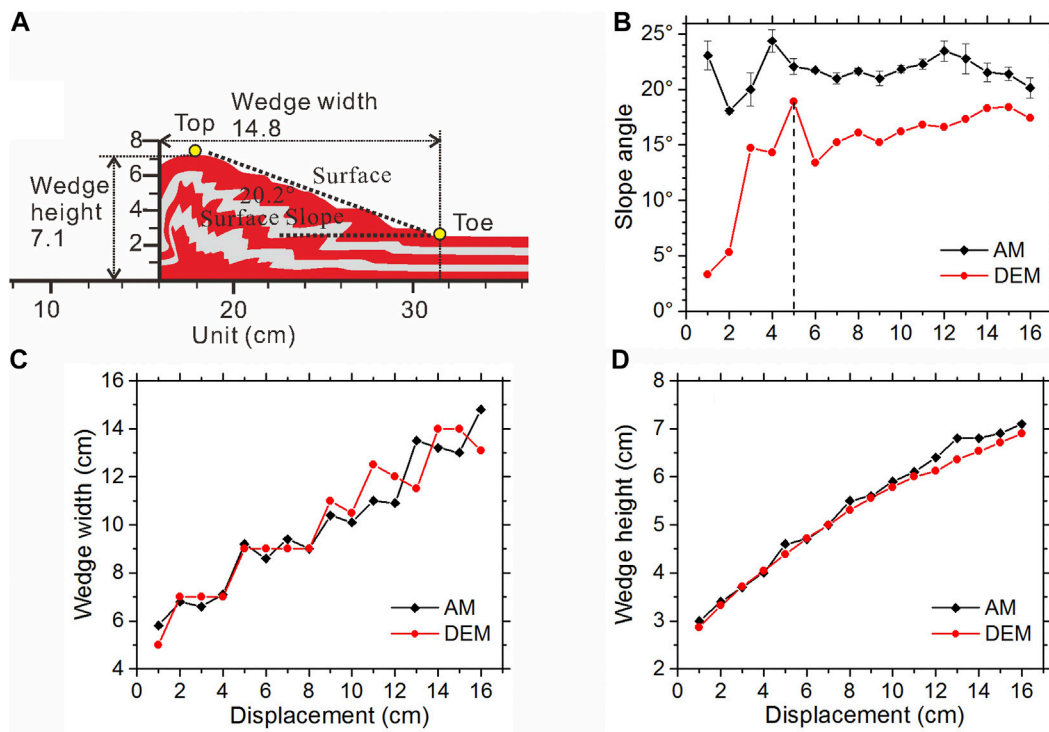 A
Wedge width
14.8
Top
8
6
4
2
Wedge
height
7.1
Surface
20.2°
Surface Slope
Toe
10
20
30
Unit (cm)
B
25°
20°
15°
10°
5°
0°
Slope angle
AM
DEM
0 2 4 6 8 10 12 14 16
C
16
14
12
10
8
6
4
Wedge width (cm)
AM
DEM
0 2 4 6 8 10 12 14 16
Displacement (cm)
D
8
7
6
5
4
3
2
Wedge height (cm)
AM
DEM
0 2 4 6 8 10 12 14 16
Displacement (cm)